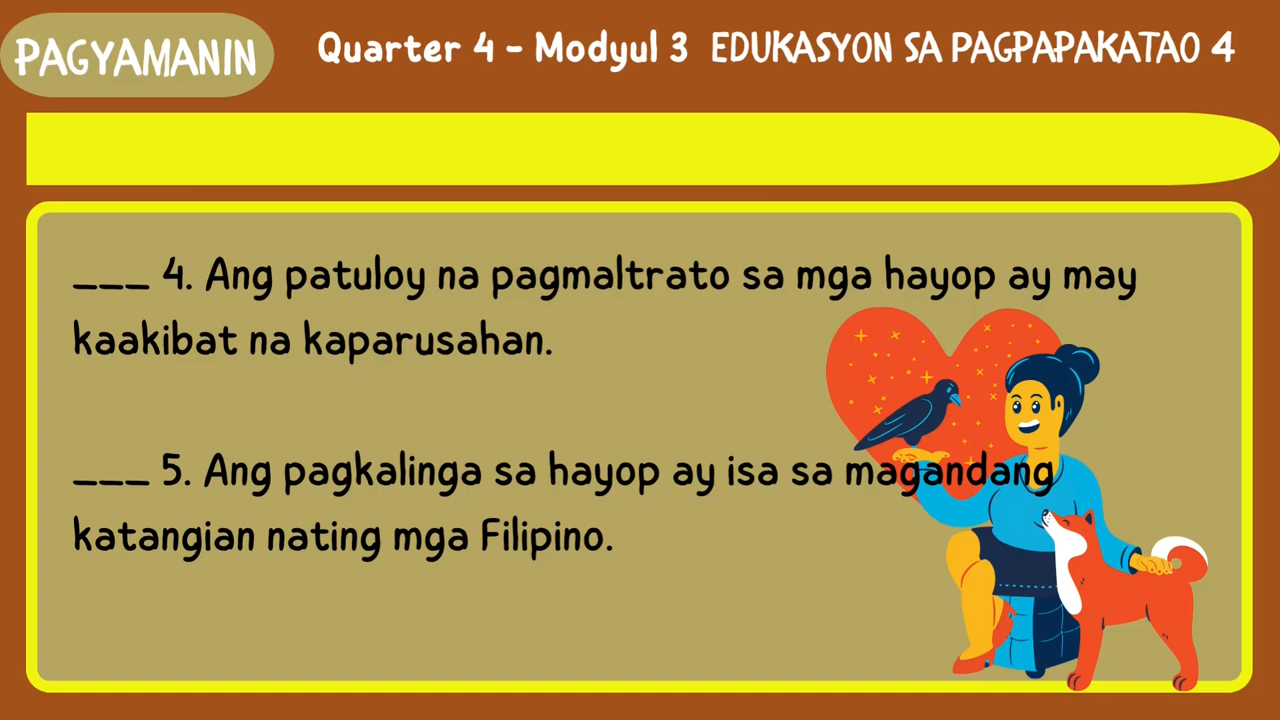 PAGYAMANIN
Quarter 4 - Modyul 3 EDUKASYON SA PAGPAPAKATAO 4
___ 4. Ang patuloy na pagmaltrato sa mga hayop ay may
kaakibat na kaparusahan.
___ 5. Ang pagkalinga sa hayop ay isa sa magandang
katangian nating mga Filipino.